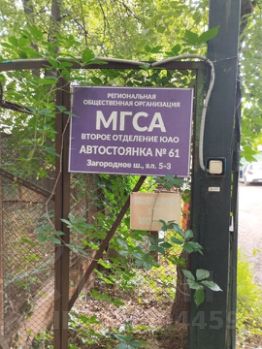 РЕГИОНАЛЬНАЯ
ОБЩЕСТВЕННАЯ ОРГАНИЗАЦИЯ
МГСА
ВТОРОЕ ОТДЕЛЕНИЕ ЮАО
АВТОСТОЯНКА № 61
Загородное ш., вл. 5-3